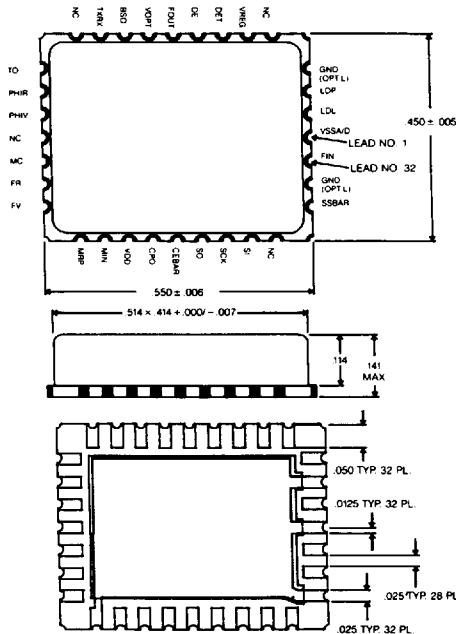 NC
TXRX
BSO
VOPT
FOUT
DE
DET
VREG
NC
TO
PHIR
PHIV
NC
MC
FR
FV
GND
(OPT L)
LDP
LDL
VSSA/D
LEAD NO. 1
FIN
LEAD NO. 32
GND
(OPT L)
SSBAR
.450 ± .005
MRP
MIN
VDD
CPO
CEBAR
SO
SCK
SI
NC
.550 ± .006
.514 × .414 + .000/ − .007
.114
.141
MAX
.050 TYP. 32 PL.
.0125 TYP. 32 PL.
.025 TYP. 28 PL
.025 TYP. 32 PL.